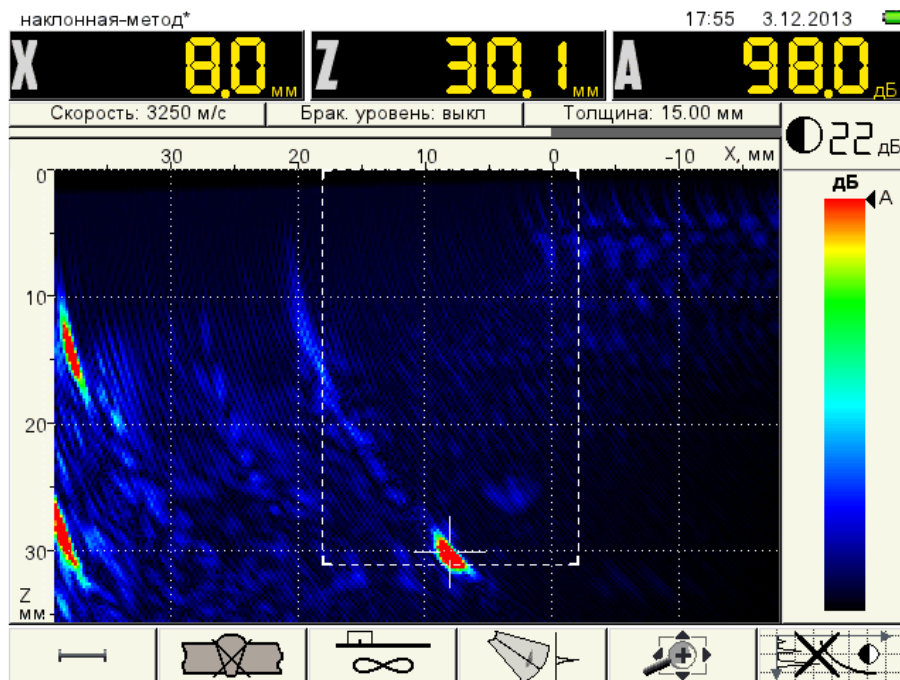 наклонная-метод* 17:55 3.12.2013
X 8.0 мм Z 30.1 мм A 98.0 дБ
Скорость: 3250 м/с Брак. уровень: выкл Толщина: 15.00 мм
22 дБ
30 20 10 0 -10 X, мм
дБ
A
0
10
20
30
Z
мм